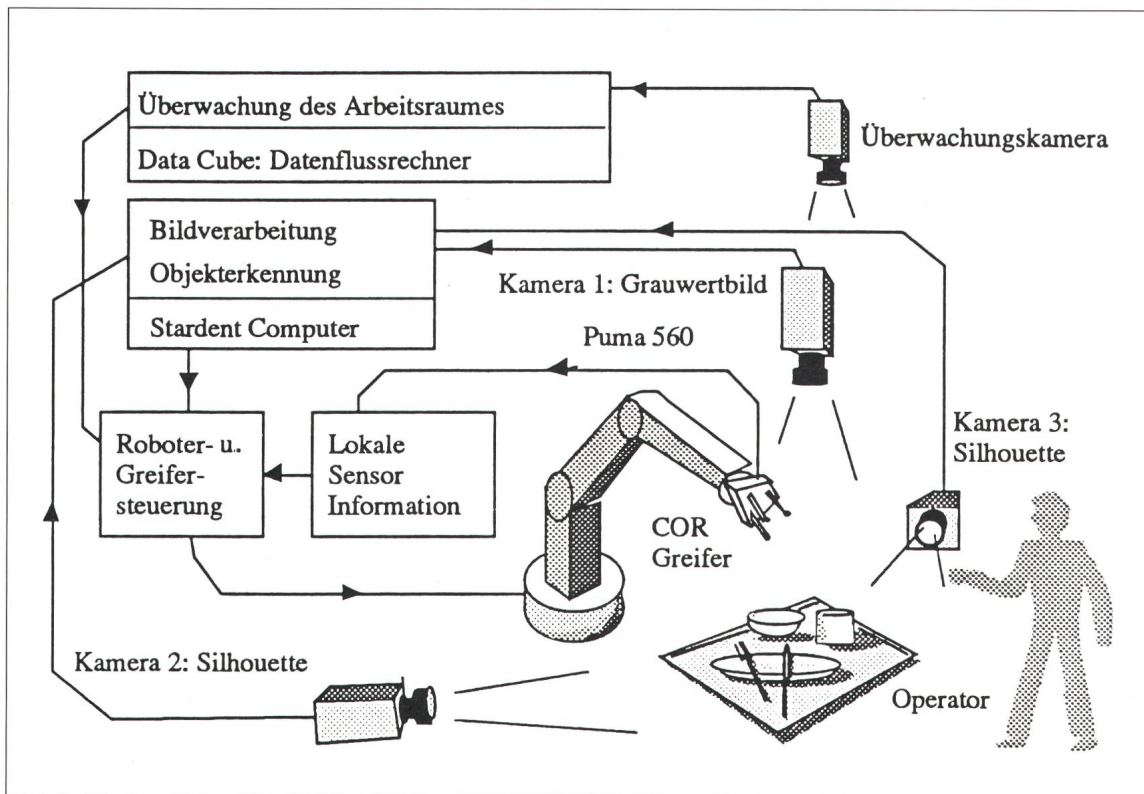 Überwachung des Arbeitsraumes
Data Cube: Datenflussrechner
Überwachungskamera
Bildverarbeitung
Objekterkennung
Stardent Computer
Kamera 1: Grauwertbild
Puma 560
Kamera 3:
Silhouette
Roboter- u..
Greifer-
steuerung
Lokale
Sensor
Information
COR
Greifer
Kamera 2: Silhouette
Operator